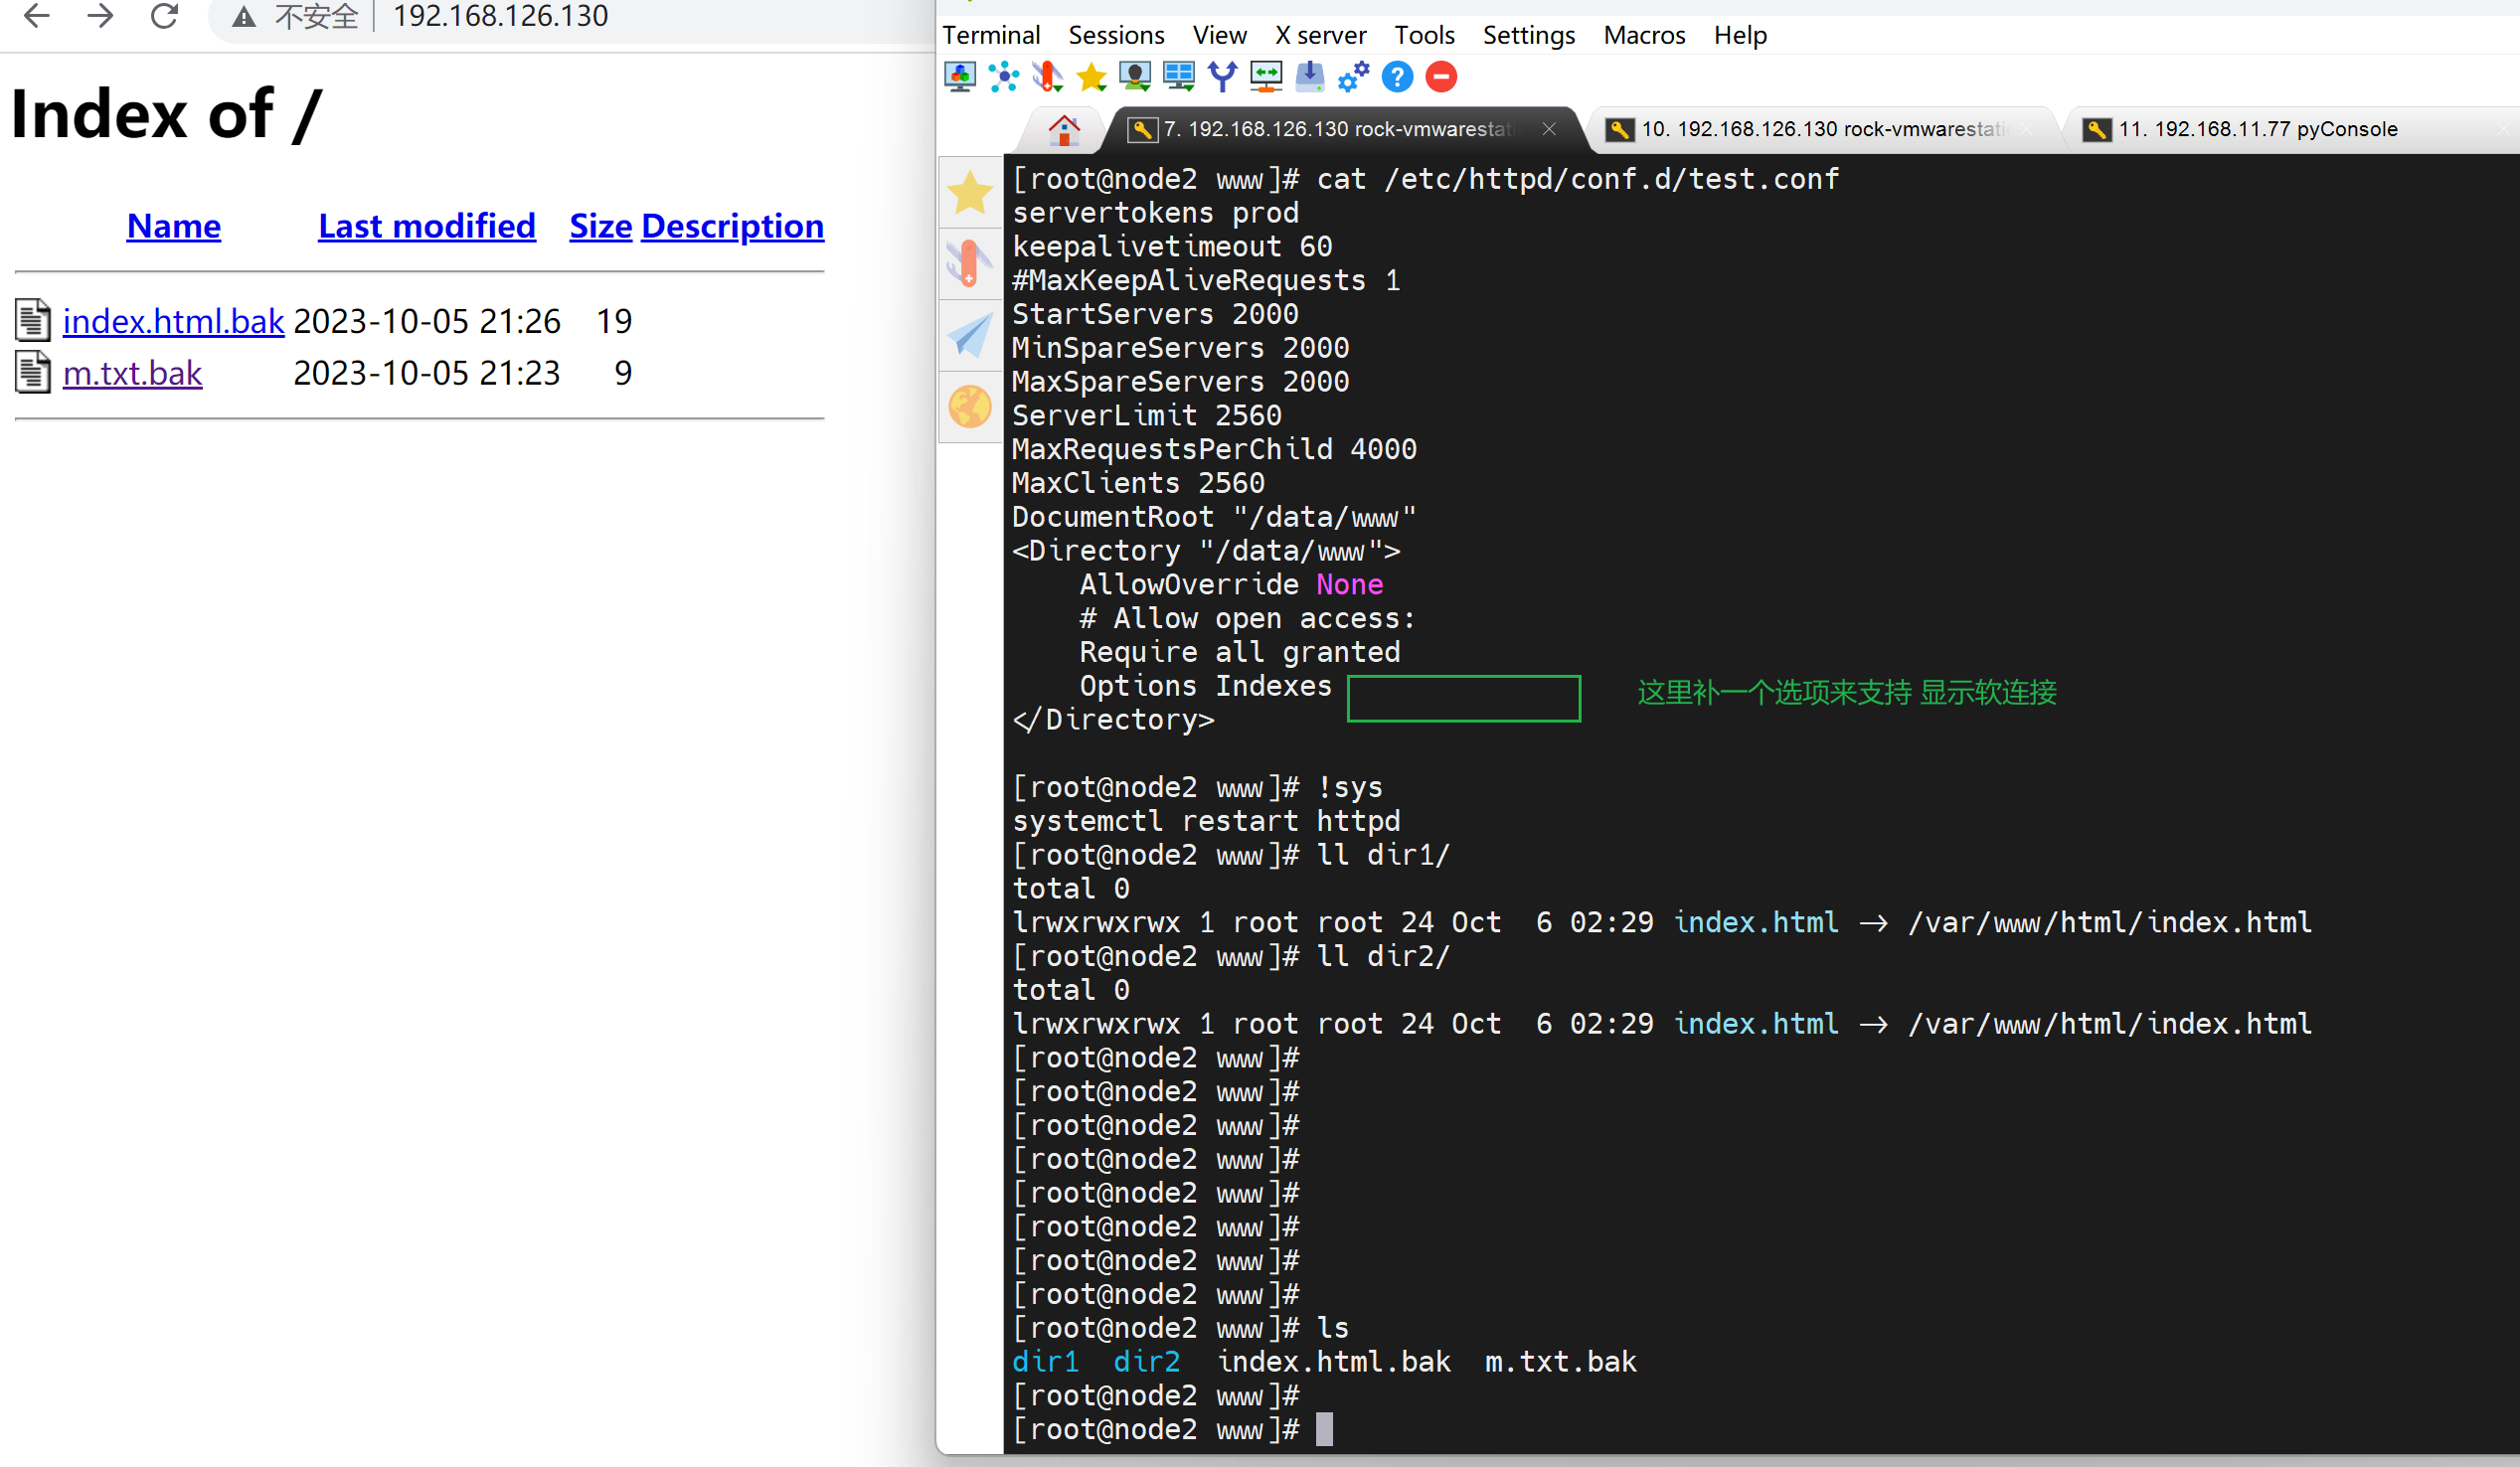 不安全 | 192.168.126.130
Index of /
Name Last modified Size Description
index.html.bak 2023-10-05 21:26 19
m.txt.bak 2023-10-05 21:23 9
Terminal Sessions View X server Tools Settings Macros Help
7. 192.168.126.130 rock-vmwarestati
10. 192.168.126.130 rock-vmwarestati
11. 192.168.11.77 pyConsole
[root@node2 www]# cat /etc/httpd/conf.d/test.conf
servertokens prod
keepalivetimeout 60
#MaxKeepAliveRequests 1
StartServers 2000
MinSpareServers 2000
MaxSpareServers 2000
ServerLimit 2560
MaxRequestsPerChild 4000
MaxClients 2560
DocumentRoot "/data/www"
<Directory "/data/www">
    AllowOverride None
    # Allow open access:
    Require all granted
    Options Indexes
这里补一个选项来支持 显示软连接
</Directory>
[root@node2 www]# !sys
systemctl restart httpd
[root@node2 www]# ll dir1/
total 0
lrwxrwxrwx 1 root root 24 Oct  6 02:29 index.html -> /var/www/html/index.html
[root@node2 www]# ll dir2/
total 0
lrwxrwxrwx 1 root root 24 Oct  6 02:29 index.html -> /var/www/html/index.html
[root@node2 www]#
[root@node2 www]#
[root@node2 www]#
[root@node2 www]#
[root@node2 www]#
[root@node2 www]#
[root@node2 www]#
[root@node2 www]#
[root@node2 www]# ls
dir1  dir2  index.html.bak  m.txt.bak
[root@node2 www]#
[root@node2 www]#